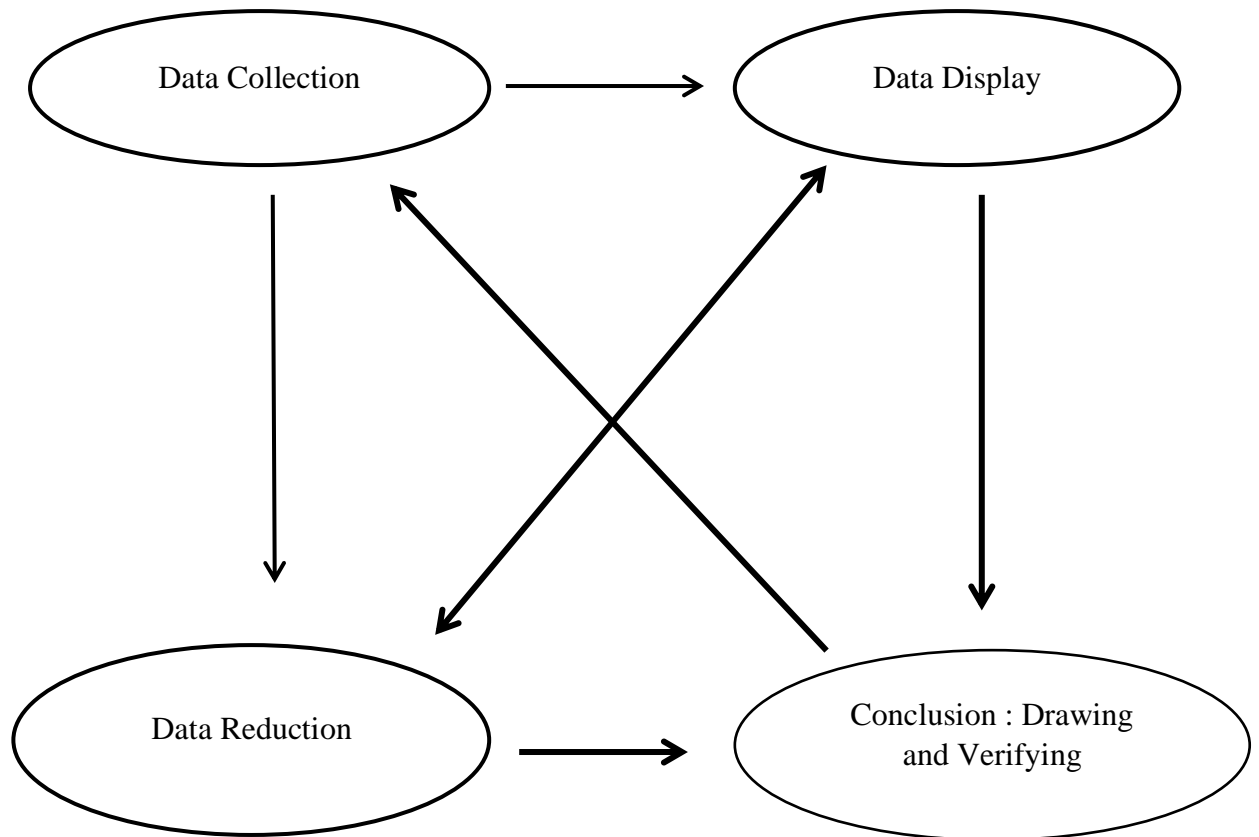 Data Collection
Data Display
Data Reduction
Conclusion : Drawing
and Verifying